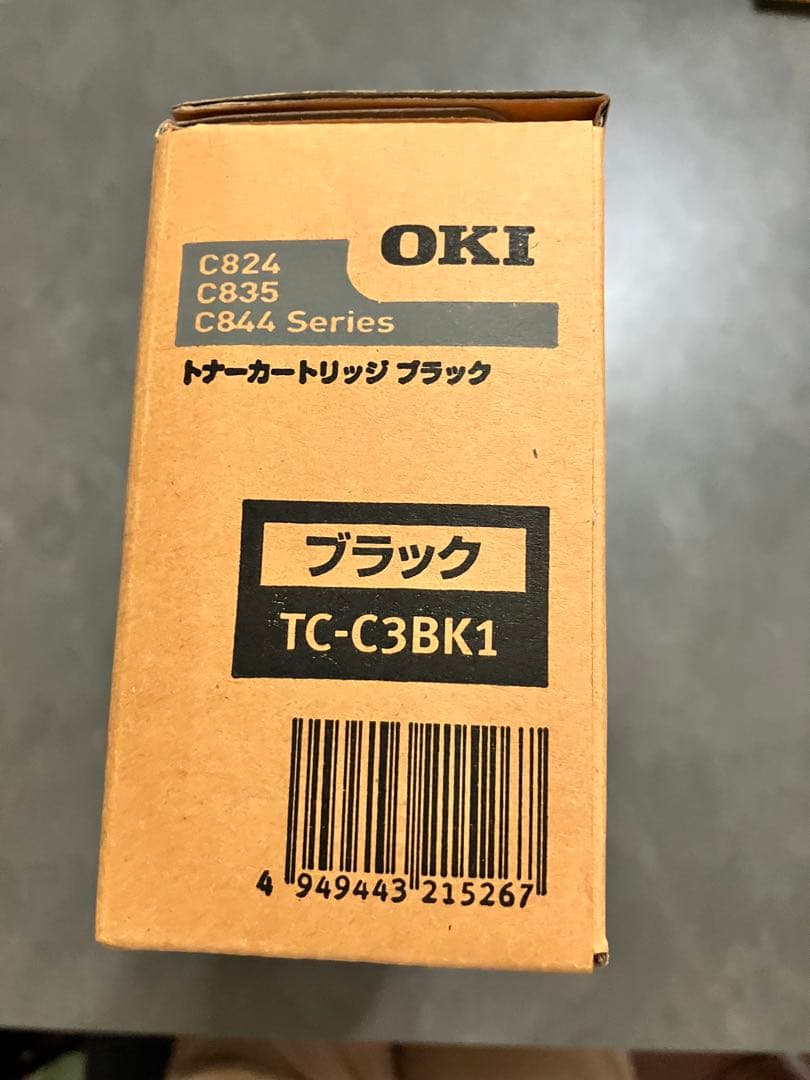 OKI
C824
C835
C844 Series
トナーカートリッジ ブラック
ブラック
TC-C3BK1
4 949443 215267